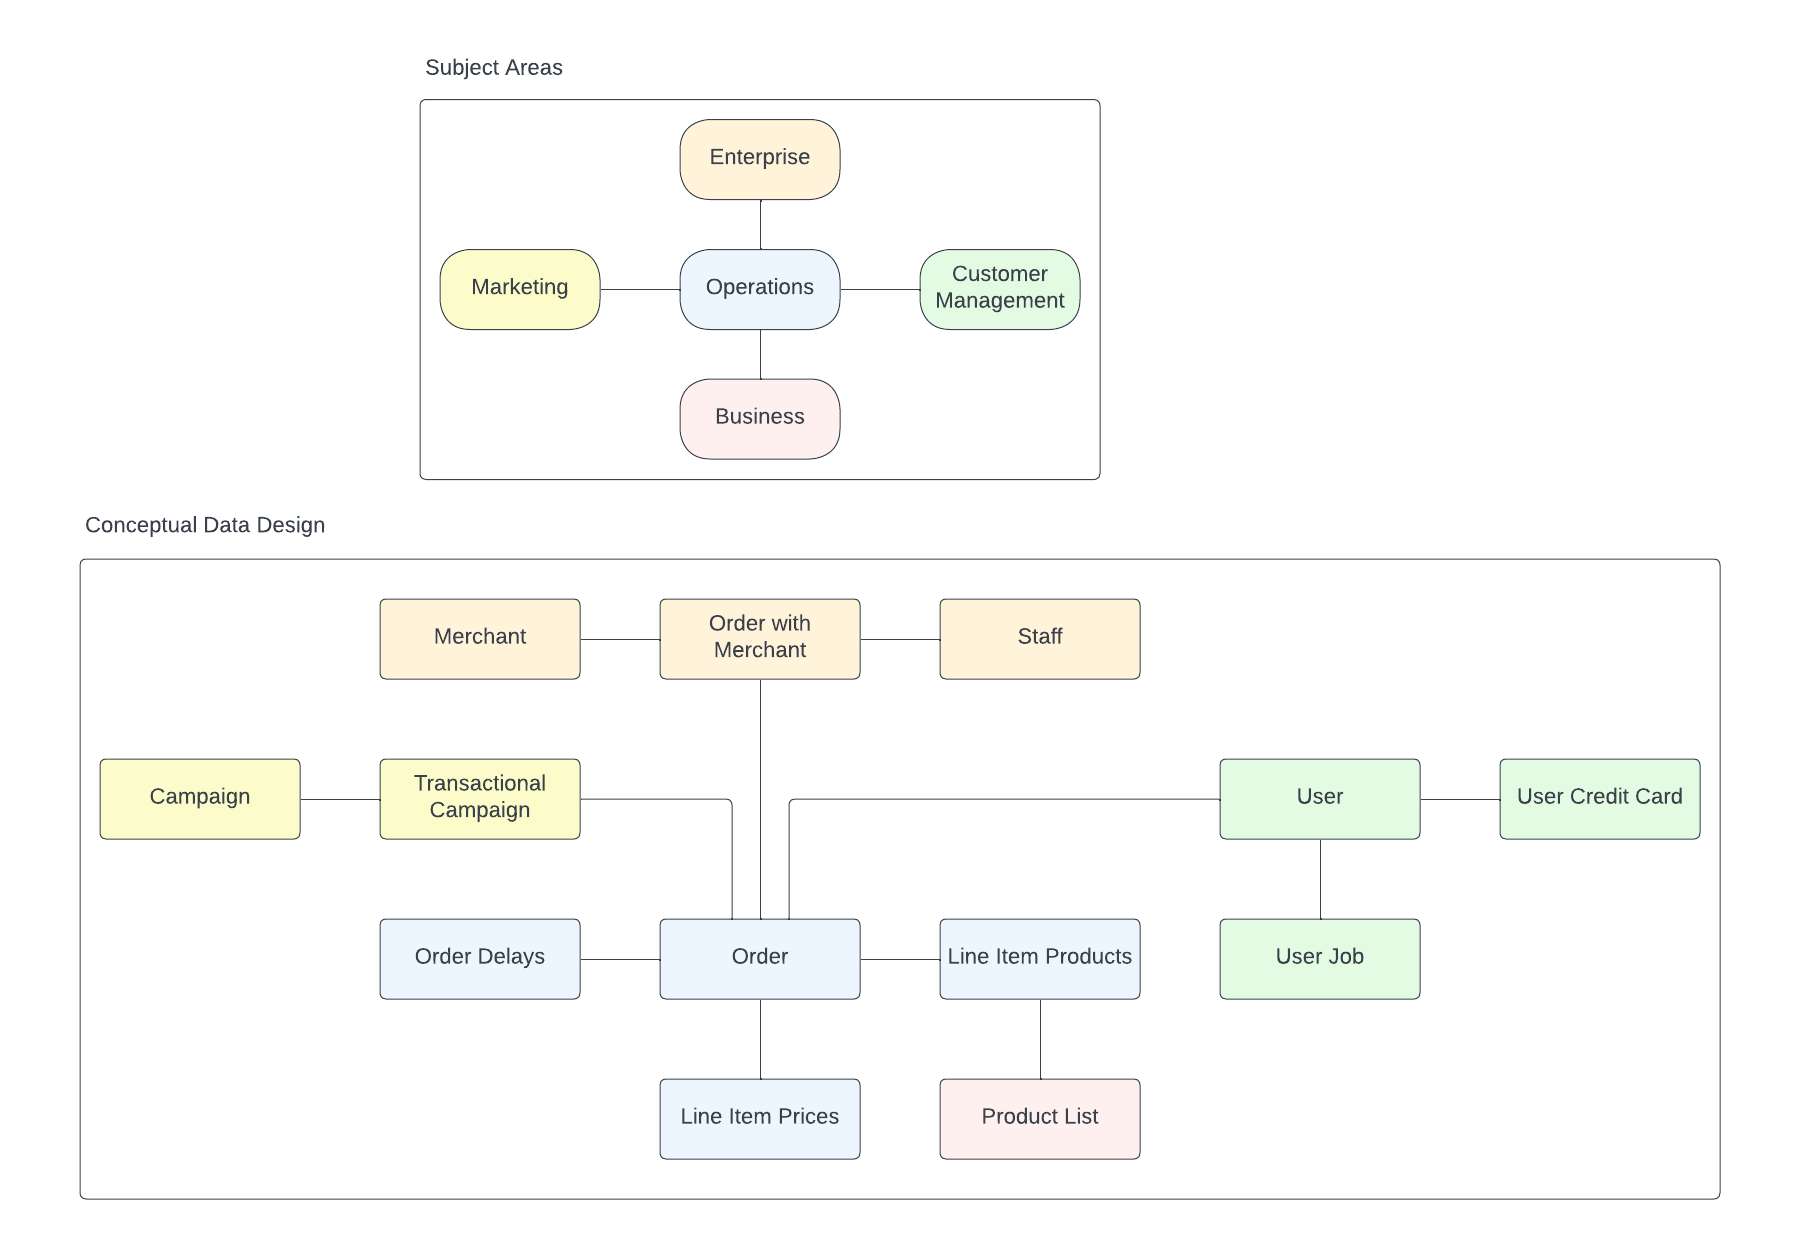 Subject Areas
Enterprise
Marketing
Operations
Customer
Management
Business
Conceptual Data Design
Merchant
Order with
Merchant
Staff
Campaign
Transactional
Campaign
User
User Credit Card
Order Delays
Order
Line Item Products
User Job
Line Item Prices
Product List